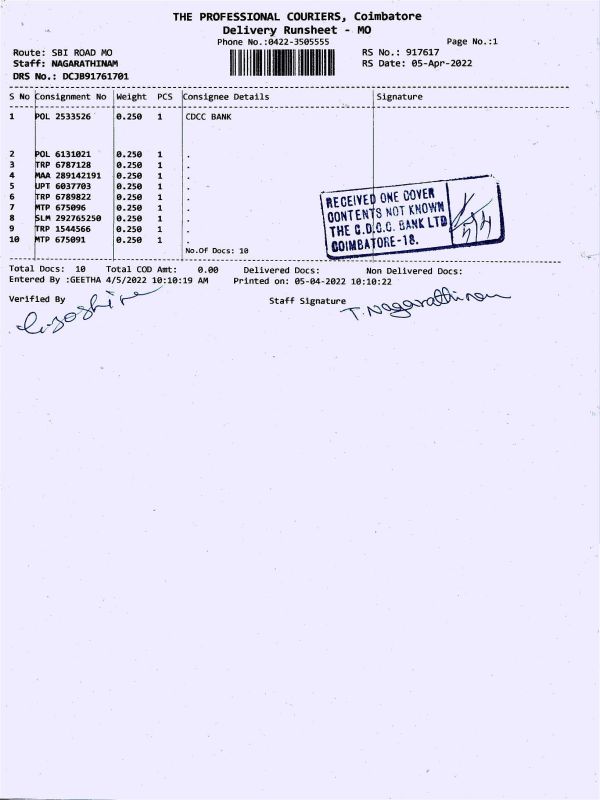 THE PROFESSIONAL COURIERS, Coimbatore
Delivery Runsheet - MO
Phone No.:0422-3505555
Page No.:1
Route: SBI ROAD MO
RS No.: 917617
Staff: NAGARATHINAM
RS Date: 05-Apr-2022
DRS No.: DCJB91761701
S No Consignment No Weight PCS Consignee Details Signature
1 POL 2533526 0.250 1 CDCC BANK
2 POL 6131021 0.250 1 .
3 TRP 6787128 0.250 1 .
4 MAA 289142191 0.250 1 .
5 UPT 6037703 0.250 1 .
6 TRP 6789822 0.250 1 .
7 MTP 675096 0.250 1 .
8 SLM 292765250 0.250 1 .
9 TRP 1544566 0.250 1 .
10 MTP 675091 0.250 1 .
No.Of Docs: 10
RECEIVED ONE COVER
CONTENTS NOT KNOWN
THE C.D.C.C. BANK LTD
COIMBATORE-18.
5/4
Total Docs: 10 Total COD Amt: 0.00 Delivered Docs: Non Delivered Docs:
Entered By :GEETHA 4/5/2022 10:10:19 AM Printed on: 05-04-2022 10:10:22
Verified By Staff Signature
T. Nagarathinam